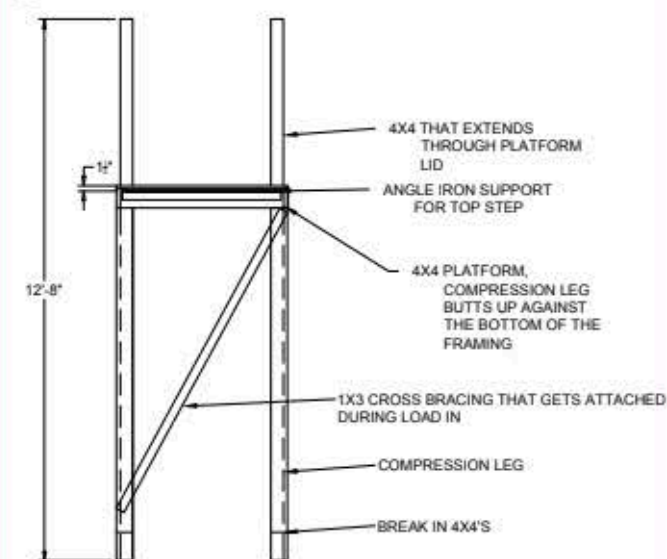 4X4 THAT EXTENDS
THROUGH PLATFORM
LID
ANGLE IRON SUPPORT
FOR TOP STEP
12'-8"
4X4 PLATFORM,
COMPRESSION LEG
BUTTS UP AGAINST
THE BOTTOM OF THE
FRAMING
1X3 CROSS BRACING THAT GETS ATTACHED
DURING LOAD IN
COMPRESSION LEG
BREAK IN 4X4'S